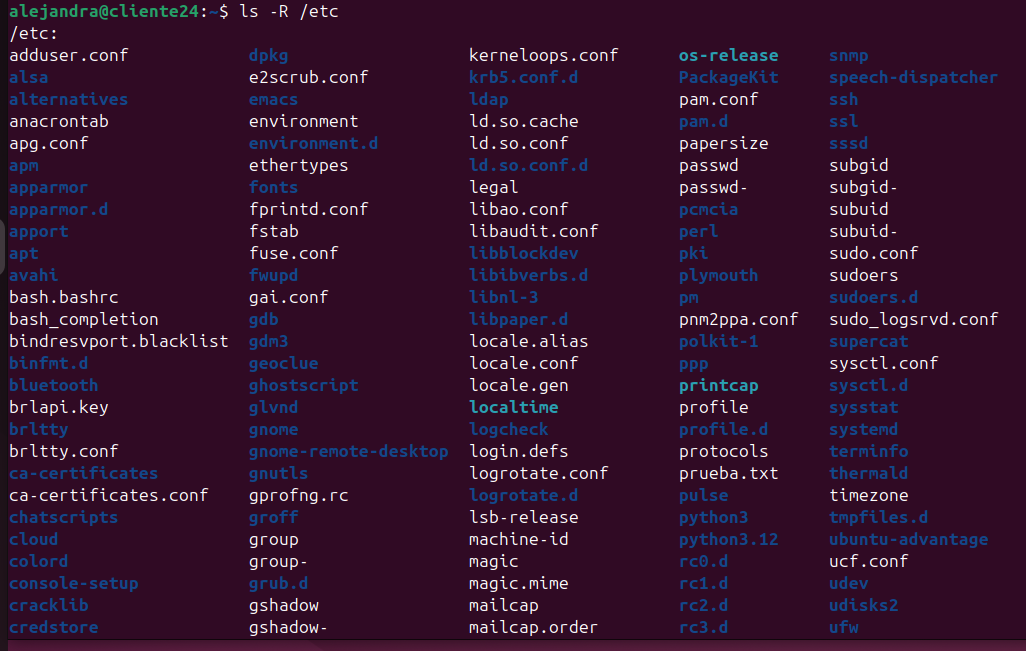 alejandra@cliente24:~$ ls -R /etc
/etc:
adduser.conf dpkg kerneloops.conf os-release snmp
alsa e2scrub.conf krb5.conf.d PackageKit speech-dispatcher
alternatives emacs ldap pam.conf ssh
anacrontab environment ld.so.cache pam.d ssl
apg.conf environment.d ld.so.conf papersize sssd
apm ethertypes ld.so.conf.d passwd subgid
apparmor fonts legal passwd- subgid-
apparmor.d fprintd.conf libao.conf pcmcia subuid
apport fstab libaudit.conf perl subuid-
apt fuse.conf libblockdev pki sudo.conf
avahi fwupd libibverbs.d plymouth sudoers
bash.bashrc gai.conf libnl-3 pm sudoers.d
bash_completion gdb libpaper.d pnm2ppa.conf sudo_logsrvd.conf
bindresvport.blacklist gdm3 locale.alias polkit-1 supercat
binfmt.d geoclue locale.conf ppp sysctl.conf
bluetooth ghostscript locale.gen printcap sysctl.d
brlapi.key glvnd localtime profile sysstat
brltty gnome logcheck profile.d systemd
brltty.conf gnome-remote-desktop login.defs protocols terminfo
ca-certificates gnutls logrotate.conf prueba.txt thermald
ca-certificates.conf gprofng.rc logrotate.d pulse timezone
chatscripts groff lsb-release python3 tmpfiles.d
cloud group machine-id python3.12 ubuntu-advantage
colord group- magic rc0.d ucf.conf
console-setup grub.d magic.mime rc1.d udev
cracklib gshadow mailcap rc2.d udisks2
credstore gshadow- mailcap.order rc3.d ufw